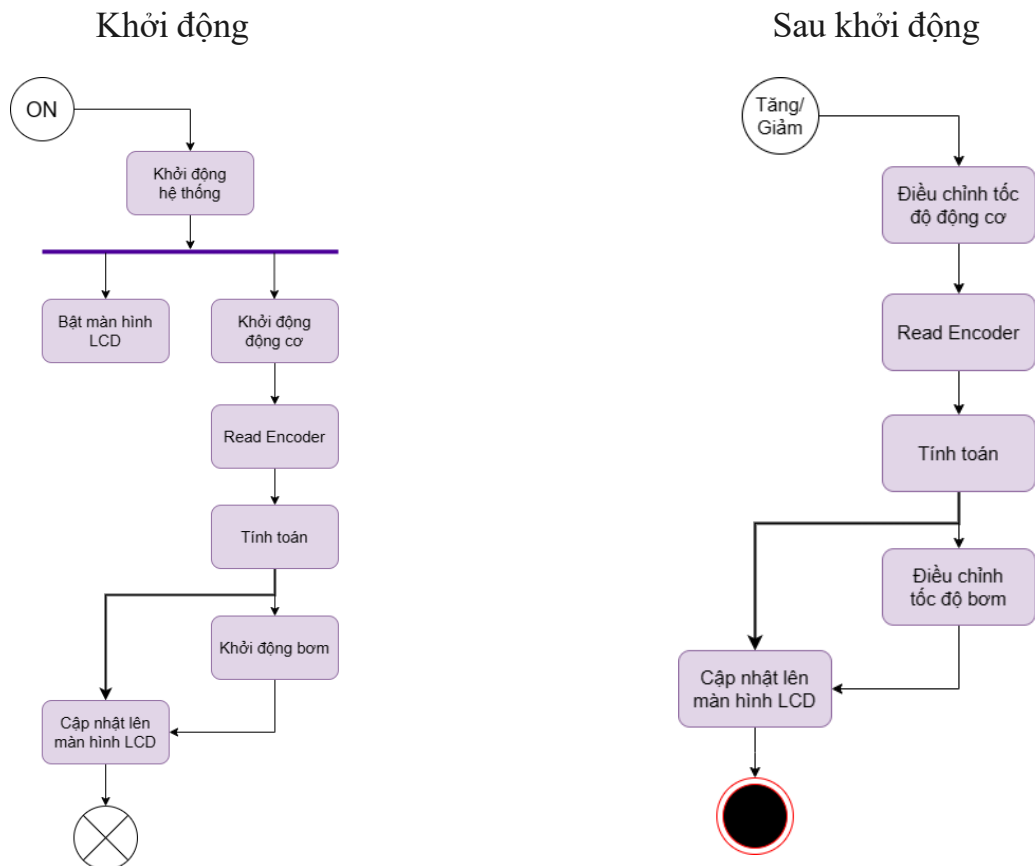 Khởi động
ON
Khởi động
hệ thống
Bật màn hình
LCD
Khởi động
động cơ
Read Encoder
Tính toán
Khởi động bơm
Cập nhật lên
màn hình LCD
Sau khởi động
Tăng/
Giảm
Điều chỉnh tốc
độ động cơ
Read Encoder
Tính toán
Điều chỉnh
tốc độ bơm
Cập nhật lên
màn hình LCD